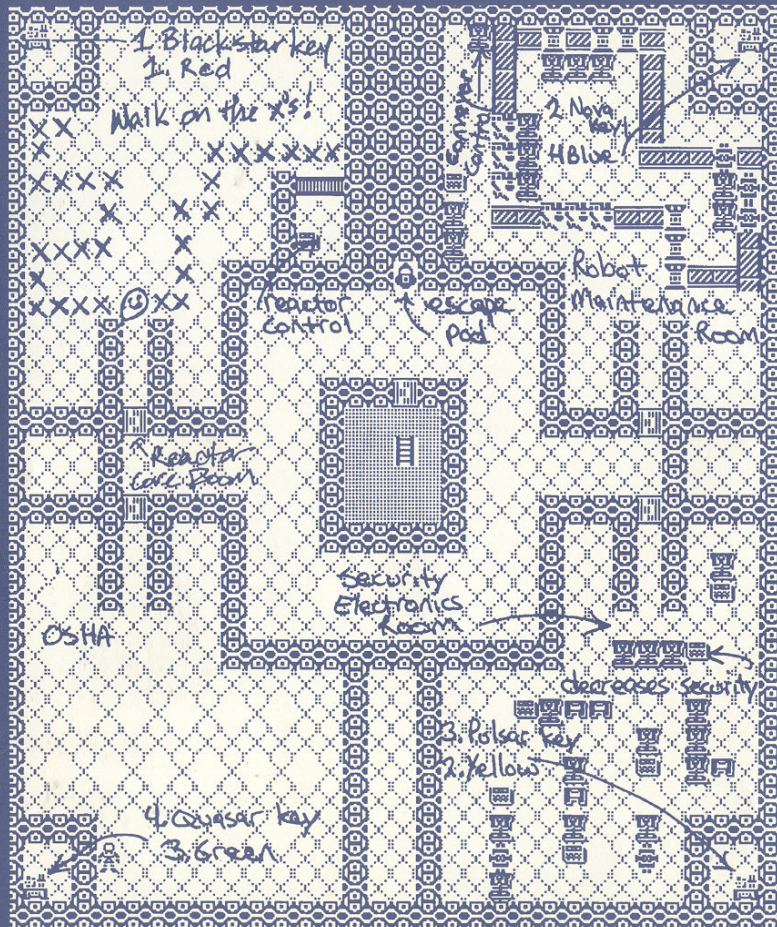 1. Blackstar key
1. Red
Walk on the x's!
2. Nova
key
4 Blue
reactor
control
escape
pod
Robot
Maintenance
Room
Reactor
Core Room
Security
Electronics
Room
OSHA
decreases security
3. Pulsar key
2. Yellow
4. Quasar key
3. Green